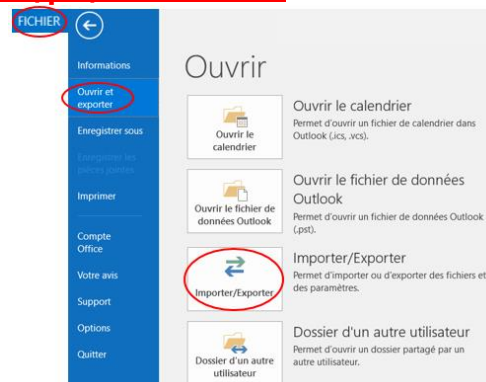 FICHIER
Informations
Ouvrir et
exporter
Enregistrer sous
Enregistrer les
pièces jointes
Imprimer
Compte
Office
Votre avis
Support
Options
Quitter
Ouvrir
Ouvrir le
calendrier
Ouvrir le calendrier
Permet d'ouvrir un fichier de calendrier dans
Outlook (.ics, .vcs).
Ouvrir le fichier de
données Outlook
Ouvrir le fichier de données
Outlook
Permet d'ouvrir un fichier de données Outlook
(.pst).
Importer/Exporter
Importer/Exporter
Permet d'importer ou d'exporter des fichiers et
des paramètres.
Dossier d'un autre
utilisateur
Dossier d'un autre utilisateur
Permet d'ouvrir un dossier partagé par un
autre utilisateur.